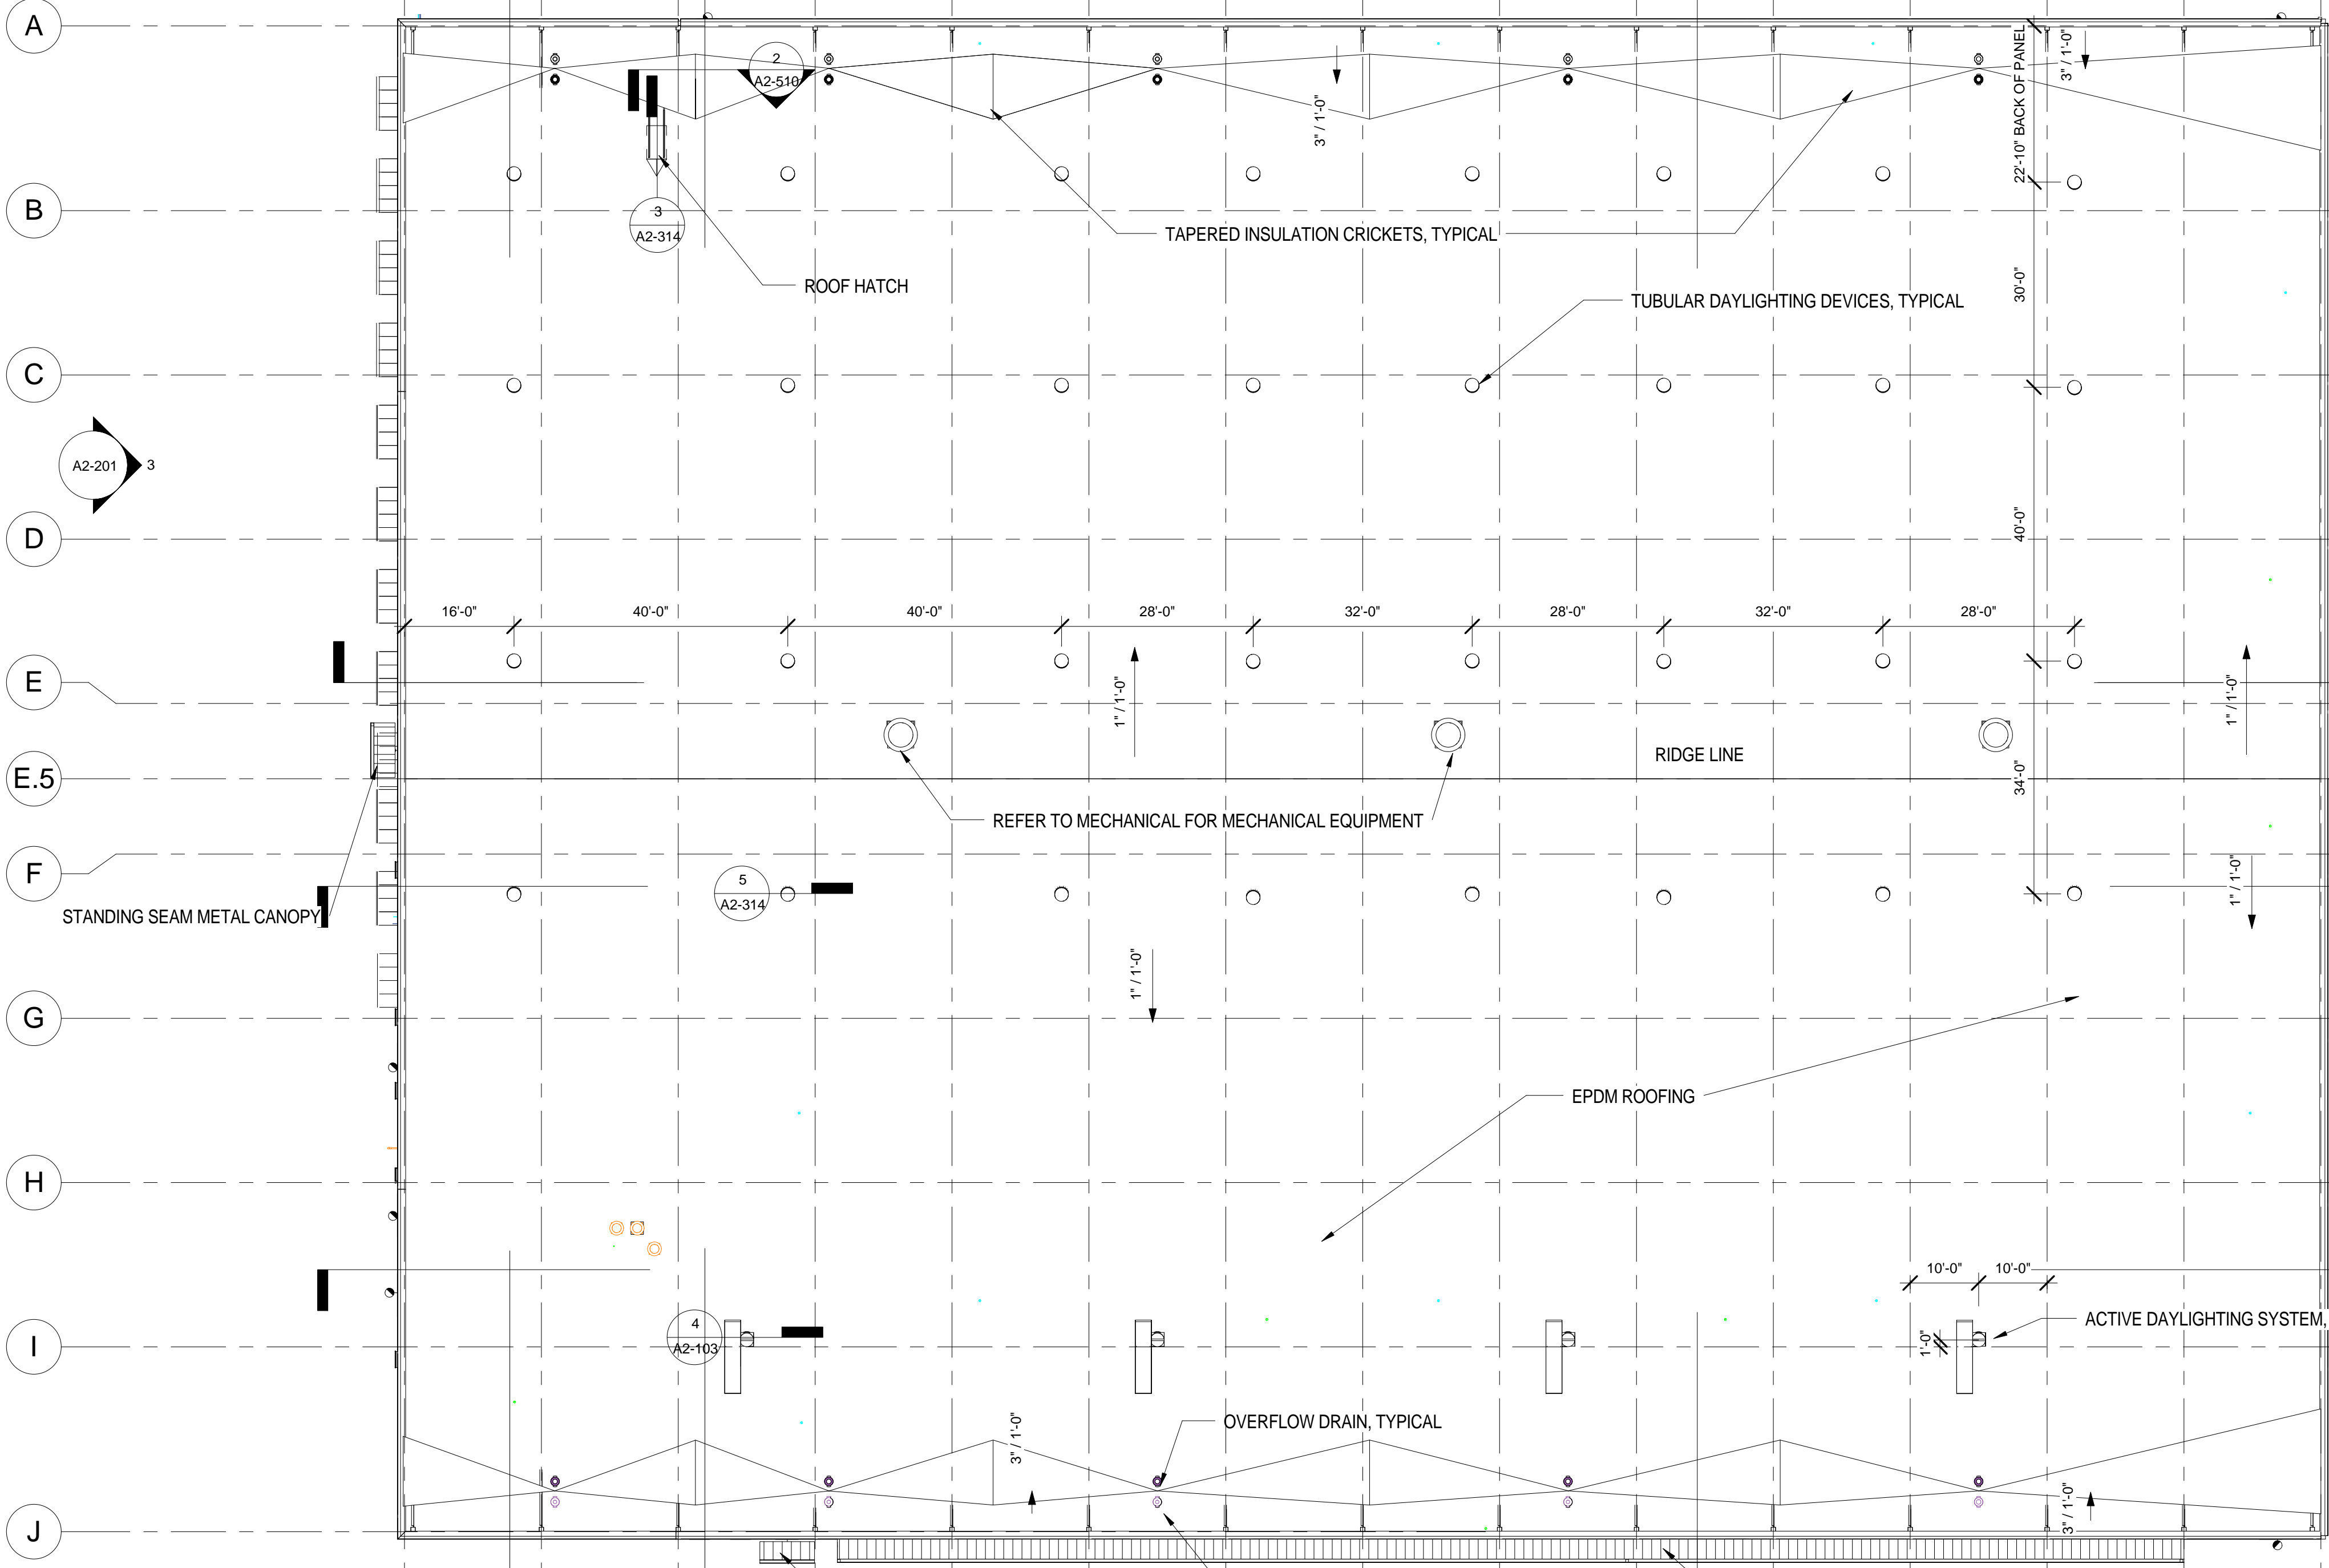 A
2
A2-510
3" / 1'-0"
22'-10" BACK OF PANEL
3" / 1'-0"
B
3
A2-314
TAPERED INSULATION CRICKETS, TYPICAL
ROOF HATCH
30'-0"
TUBULAR DAYLIGHTING DEVICES, TYPICAL
C
A2-201
3
D
40'-0"
16'-0"
40'-0"
40'-0"
28'-0"
32'-0"
28'-0"
32'-0"
28'-0"
E
1" / 1'-0"
1" / 1'-0"
RIDGE LINE
E.5
34'-0"
REFER TO MECHANICAL FOR MECHANICAL EQUIPMENT
F
5
A2-314
1" / 1'-0"
STANDING SEAM METAL CANOPY
1" / 1'-0"
G
EPDM ROOFING
H
10'-0"
10'-0"
4
A2-103
ACTIVE DAYLIGHTING SYSTEM,
1'-0"
I
OVERFLOW DRAIN, TYPICAL
3" / 1'-0"
3" / 1'-0"
J